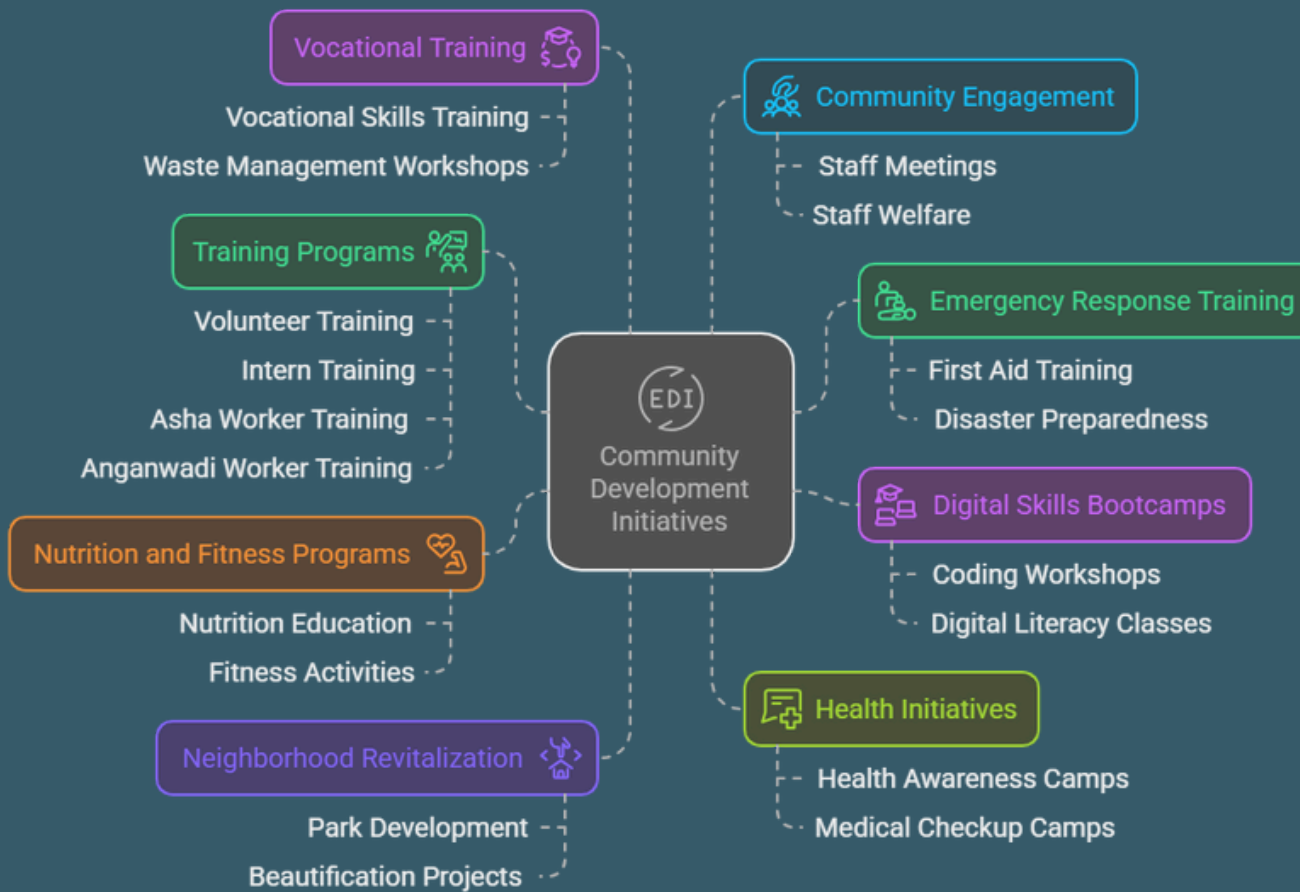 Vocational Training
Vocational Skills Training
Waste Management Workshops
Training Programs
Volunteer Training
Intern Training
Asha Worker Training
Anganwadi Worker Training
Nutrition and Fitness Programs
Nutrition Education
Fitness Activities
Neighborhood Revitalization
Park Development
Beautification Projects
EDI
Community
Development
Initiatives
Community Engagement
Staff Meetings
Staff Welfare
Emergency Response Training
First Aid Training
Disaster Preparedness
Digital Skills Bootcamps
Coding Workshops
Digital Literacy Classes
Health Initiatives
Health Awareness Camps
Medical Checkup Camps